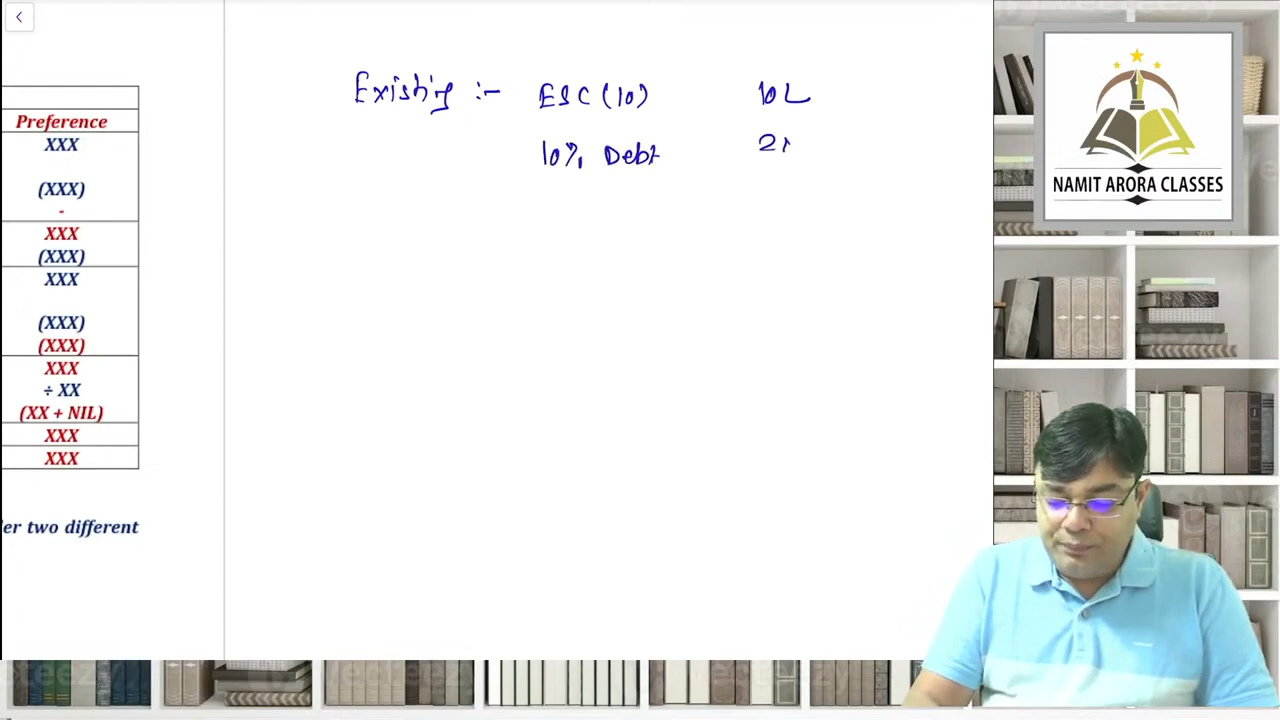 Preference
XXX
(XXX)
-
XXX
(XXX)
XXX
(XXX)
(XXX)
XXX
÷ XX
(XX + NIL)
XXX
XXX
er two different
Existing :- ESC (10) 10L
10% Debt 2
NAMIT ARORA CLASSES